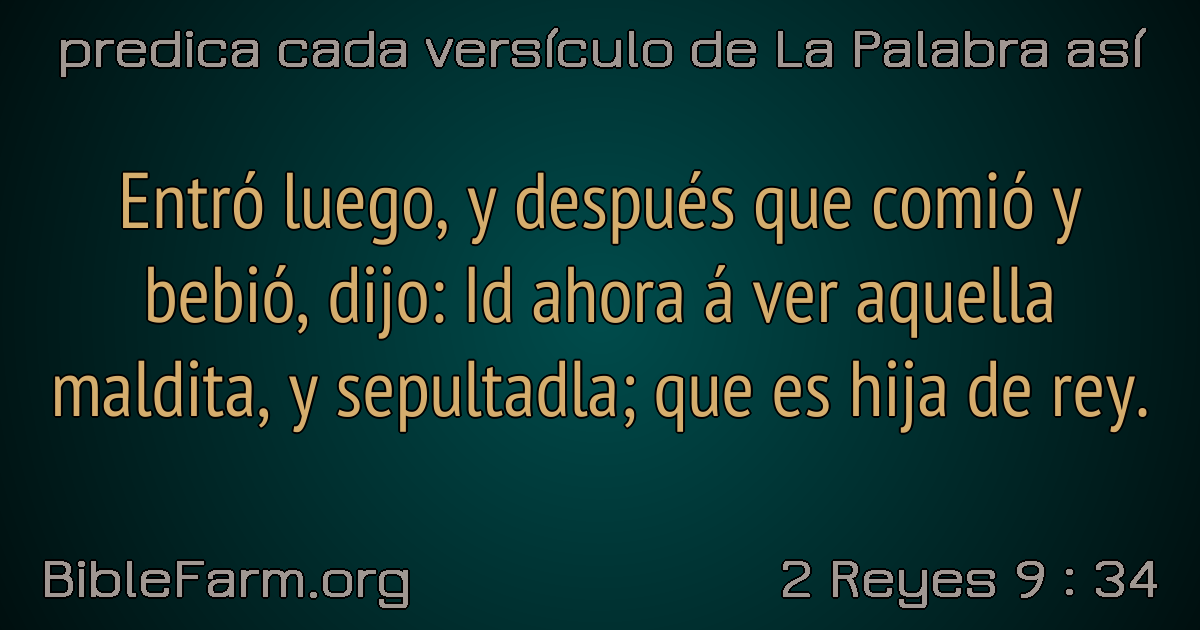 predica cada versículo de La Palabra así
Entró luego, y después que comió y
bebió, dijo: Id ahora á ver aquella
maldita, y sepultadla; que es hija de rey.
BibleFarm.org
2 Reyes 9 : 34